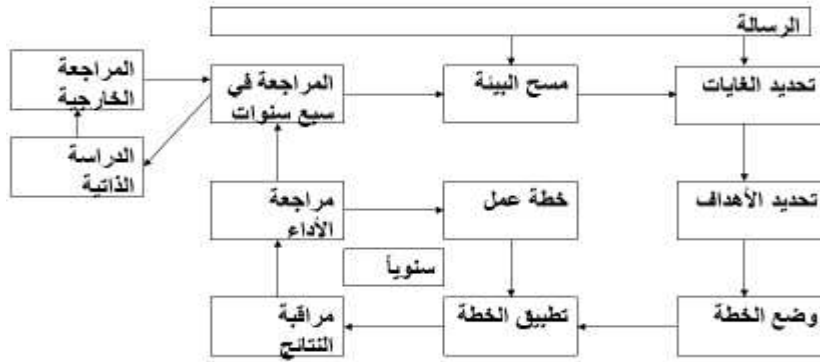 الرسالة
تحديد الغايات
مسح البيئة
المراجعة في
سبع سنوات
المراجعة
الخارجية
الدراسة
الذاتية
تحديد الأهداف
خطة عمل
مراجعة
الأداء
سنوياً
وضع الخطة
تطبيق الخطة
مراقبة
النتائج